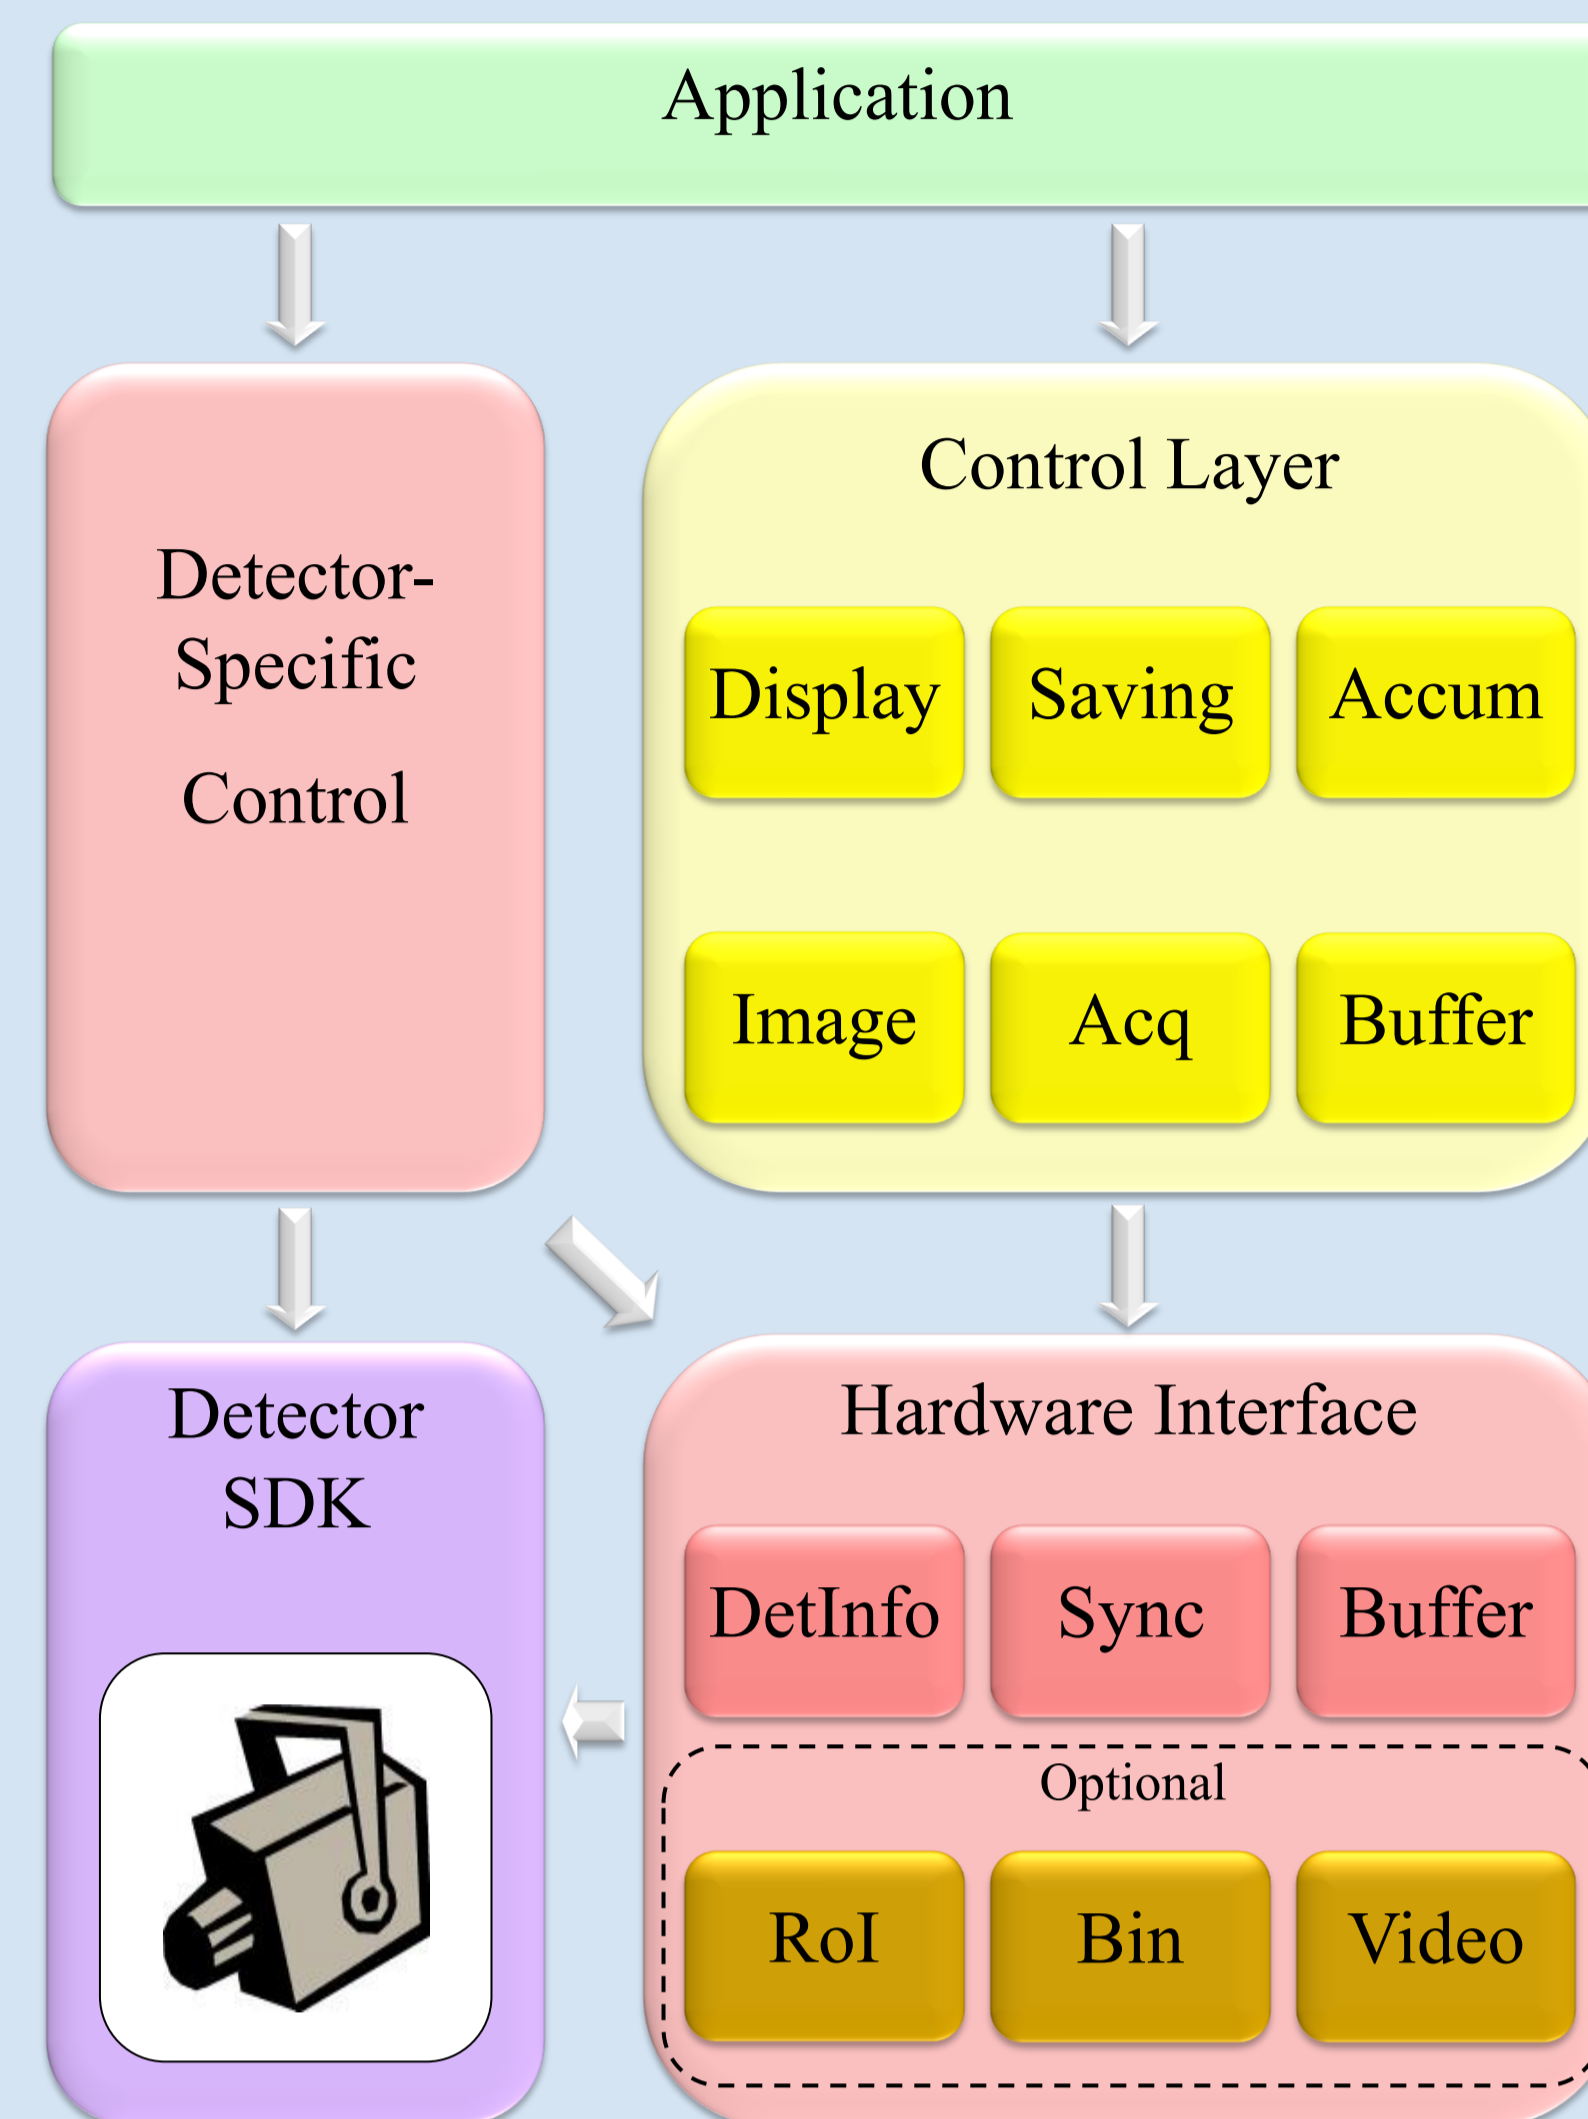 Application
Detector-
Specific
Control
Control Layer
Display Saving Accum
Image Acq Buffer
Detector
SDK
Hardware Interface
DetInfo Sync Buffer
Optional
RoI Bin Video